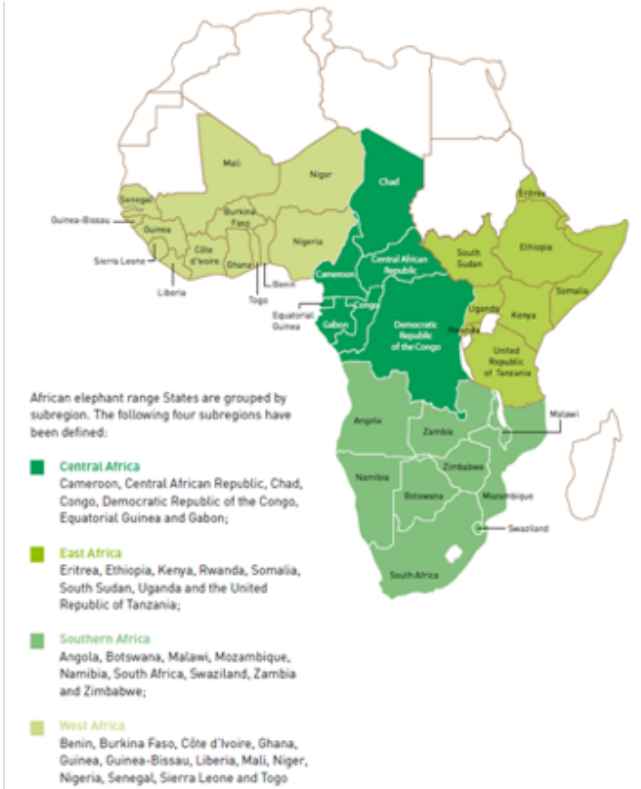 Mali
Niger
Chad
Eritrea
Senegal
Guinea-Bissau
Guinea
Burkina
Faso
Nigeria
South
Sudan
Ethiopia
Sierra Leone
Côte
d'Ivoire
Ghana
Central African
Republic
Cameroon
Somalia
Liberia
Togo
Benin
Equatorial
Guinea
Congo
Gabon
Uganda
Kenya
Rwanda
Democratic
Republic
of the Congo
United
Republic
of Tanzania
African elephant range States are grouped by
subregion. The following four subregions have
been defined:
Malawi
Angola
Zambia
Zimbabwe
Namibia
Botswana
Mozambique
Swaziland
South Africa
Central Africa
Cameroon, Central African Republic, Chad,
Congo, Democratic Republic of the Congo,
Equatorial Guinea and Gabon;
East Africa
Eritrea, Ethiopia, Kenya, Rwanda, Somalia,
South Sudan, Uganda and the United
Republic of Tanzania;
Southern Africa
Angola, Botswana, Malawi, Mozambique,
Namibia, South Africa, Swaziland, Zambia
and Zimbabwe;
West Africa
Benin, Burkina Faso, Côte d'Ivoire, Ghana,
Guinea, Guinea-Bissau, Liberia, Mali, Niger,
Nigeria, Senegal, Sierra Leone and Togo